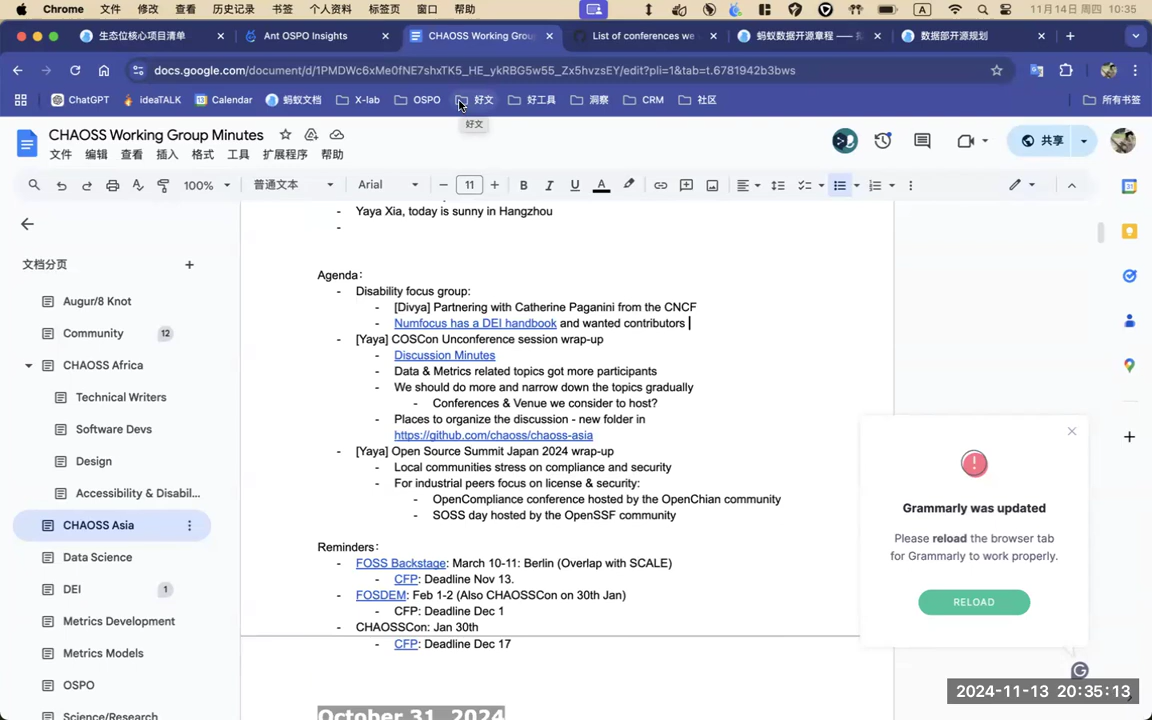 Chrome 文件 修改 查看 历史记录 书签 个人资料 标签页 窗口 帮助 A 11月14日 周四 10:35
生态位核心项目清单 Ant OSPO Insights CHAOSS Working Grou List of conferences we 蚂蚁数据开源章程 —— 数据部开源规划
docs.google.com/document/d/1PMDWc6xMe0fNE7shxTK5_HE_ykRBG5w55_Zx5hvzsEY/edit?pli=1&tab=t.6781942b3bws
ChatGPT ideaTALK Calendar 蚂蚁文档 X-lab OSPO 好文 好工具 洞察 CRM 社区 所有书签
好文
CHAOSS Working Group Minutes
文件 编辑 查看 插入 格式 工具 扩展程序 帮助
共享
100% 普通文本 Arial 11 B I U A
文档分页
Augur/8 Knot
Community 12
CHAOSS Africa
Technical Writers
Software Devs
Design
Accessibility & Disabil...
CHAOSS Asia
Data Science
DEI 1
Metrics Development
Metrics Models
OSPO
Science/Research
- Yaya Xia, today is sunny in Hangzhou
-
Agenda:
- Disability focus group:
- [Divya] Partnering with Catherine Paganini from the CNCF
- Numfocus has a DEI handbook and wanted contributors
- [Yaya] COSCon Unconference session wrap-up
- Discussion Minutes
- Data & Metrics related topics got more participants
- We should do more and narrow down the topics gradually
- Conferences & Venue we consider to host?
- Places to organize the discussion - new folder in
https://github.com/chaoss/chaoss-asia
- [Yaya] Open Source Summit Japan 2024 wrap-up
- Local communities stress on compliance and security
- For industrial peers focus on license & security:
- OpenCompliance conference hosted by the OpenChian community
- SOSS day hosted by the OpenSSF community
Reminders:
- FOSS Backstage: March 10-11: Berlin (Overlap with SCALE)
- CFP: Deadline Nov 13.
- FOSDEM: Feb 1-2 (Also CHAOSSCon on 30th Jan)
- CFP: Deadline Dec 1
- CHAOSSCon: Jan 30th
- CFP: Deadline Dec 17
October 31, 2024
Grammarly was updated
Please reload the browser tab
for Grammarly to work properly.
RELOAD
2024-11-13 20:35:13